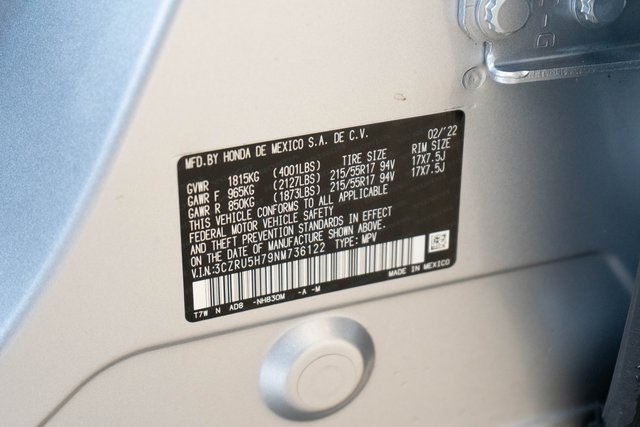 MFD.BY HONDA DE MEXICO S.A. DE C.V. 02/'22
TIRE SIZE RIM SIZE
GVWR 1815KG (4001LBS)
GAWR F 965KG (2127LBS) 215/55R17 94V 17X7.5J
GAWR R 850KG (1873LBS) 215/55R17 94V 17X7.5J
THIS VEHICLE CONFORMS TO ALL APPLICABLE
FEDERAL MOTOR VEHICLE SAFETY
AND THEFT PREVENTION STANDARDS IN EFFECT
ON THE DATE OF MANUFACTURE SHOWN ABOVE.
V.I.N:3CZRU5H79NM736122 TYPE: MPV
MADE IN MEXICO
T7W N AD8 -NH830M -A -M